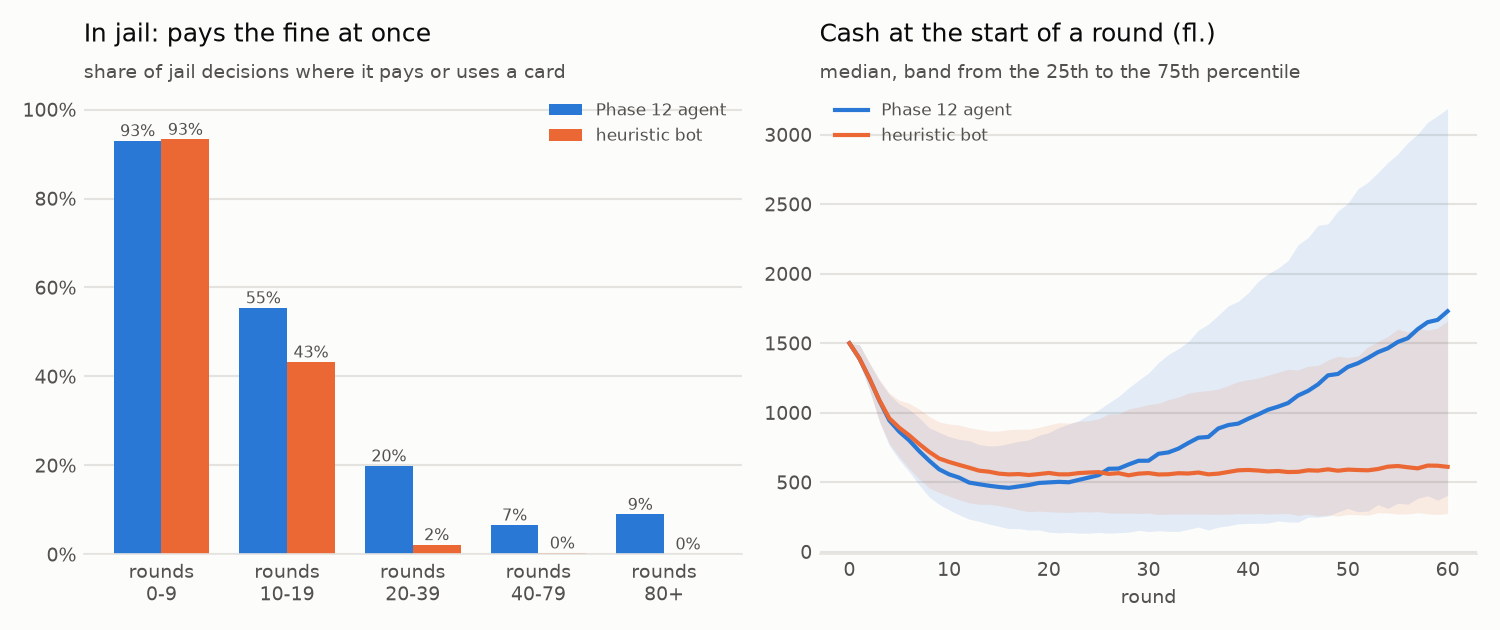 In jail: pays the fine at once
share of jail decisions where it pays or uses a card
Phase 12 agent
heuristic bot
100%
80%
60%
40%
20%
0%
93%
93%
55%
43%
20%
2%
7%
0%
9%
0%
rounds
0-9
rounds
10-19
rounds
20-39
rounds
40-79
rounds
80+
Cash at the start of a round (fl.)
median, band from the 25th to the 75th percentile
Phase 12 agent
heuristic bot
3000
2500
2000
1500
1000
500
0
0
10
20
30
40
50
60
round